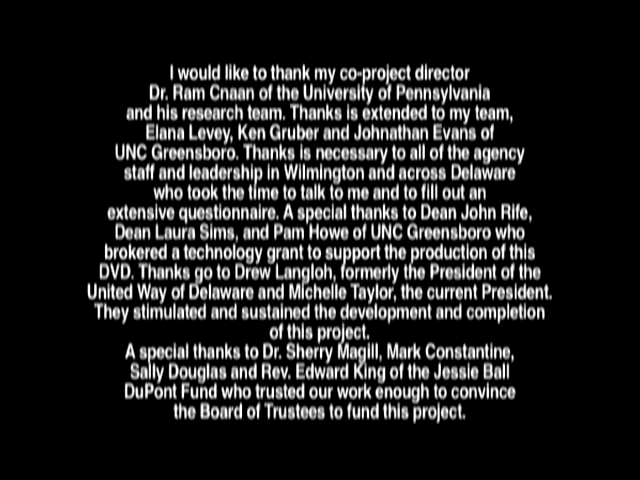 I would like to thank my co-project director
Dr. Ram Cnaan of the University of Pennsylvania
and his research team. Thanks is extended to my team,
Elana Levey, Ken Gruber and Johnathan Evans of
UNC Greensboro. Thanks is necessary to all of the agency
staff and leadership in Wilmington and across Delaware
who took the time to talk to me and to fill out an
extensive questionnaire. A special thanks to Dean John Rife,
Dean Laura Sims, and Pam Howe of UNC Greensboro who
brokered a technology grant to support the production of this
DVD. Thanks go to Drew Langloh, formerly the President of the
United Way of Delaware and Michelle Taylor, the current President.
They stimulated and sustained the development and completion
of this project.
A special thanks to Dr. Sherry Magill, Mark Constantine,
Sally Douglas and Rev. Edward King of the Jessie Ball
DuPont Fund who trusted our work enough to convince
the Board of Trustees to fund this project.